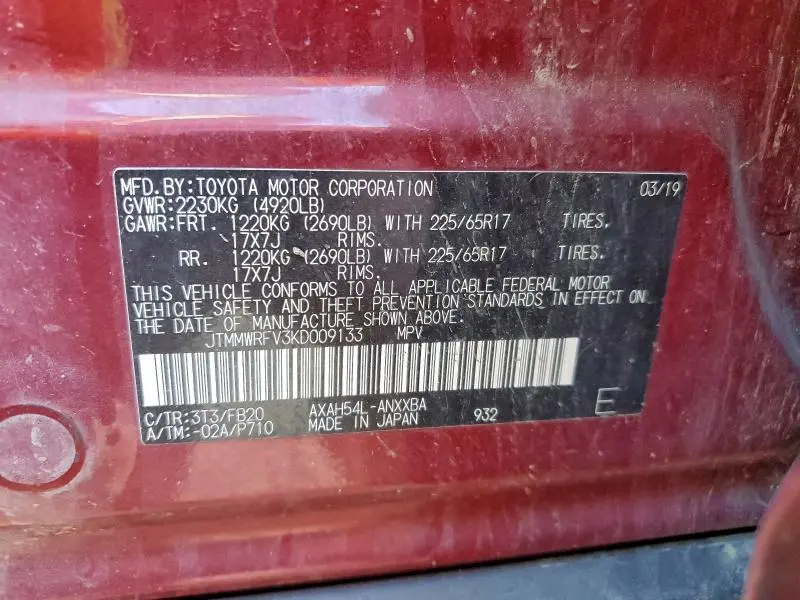 MFD.BY:TOYOTA MOTOR CORPORATION 03/19
GVWR:2230KG (4920LB)
GAWR:FRT. 1220KG (2690LB) WITH 225/65R17 TIRES.
17X7J RIMS.
RR. 1220KG (2690LB) WITH 225/65R17 TIRES.
17X7J RIMS.
THIS VEHICLE CONFORMS TO ALL APPLICABLE FEDERAL MOTOR
VEHICLE SAFETY AND THEFT PREVENTION STANDARDS IN EFFECT ON
THE DATE OF MANUFACTURE SHOWN ABOVE.
JTMMWRFV3KD009133 MPV
C/TR:3T3/FB20 AXAH54L-ANXXBA
A/TM:-02A/P710 MADE IN JAPAN 932 E